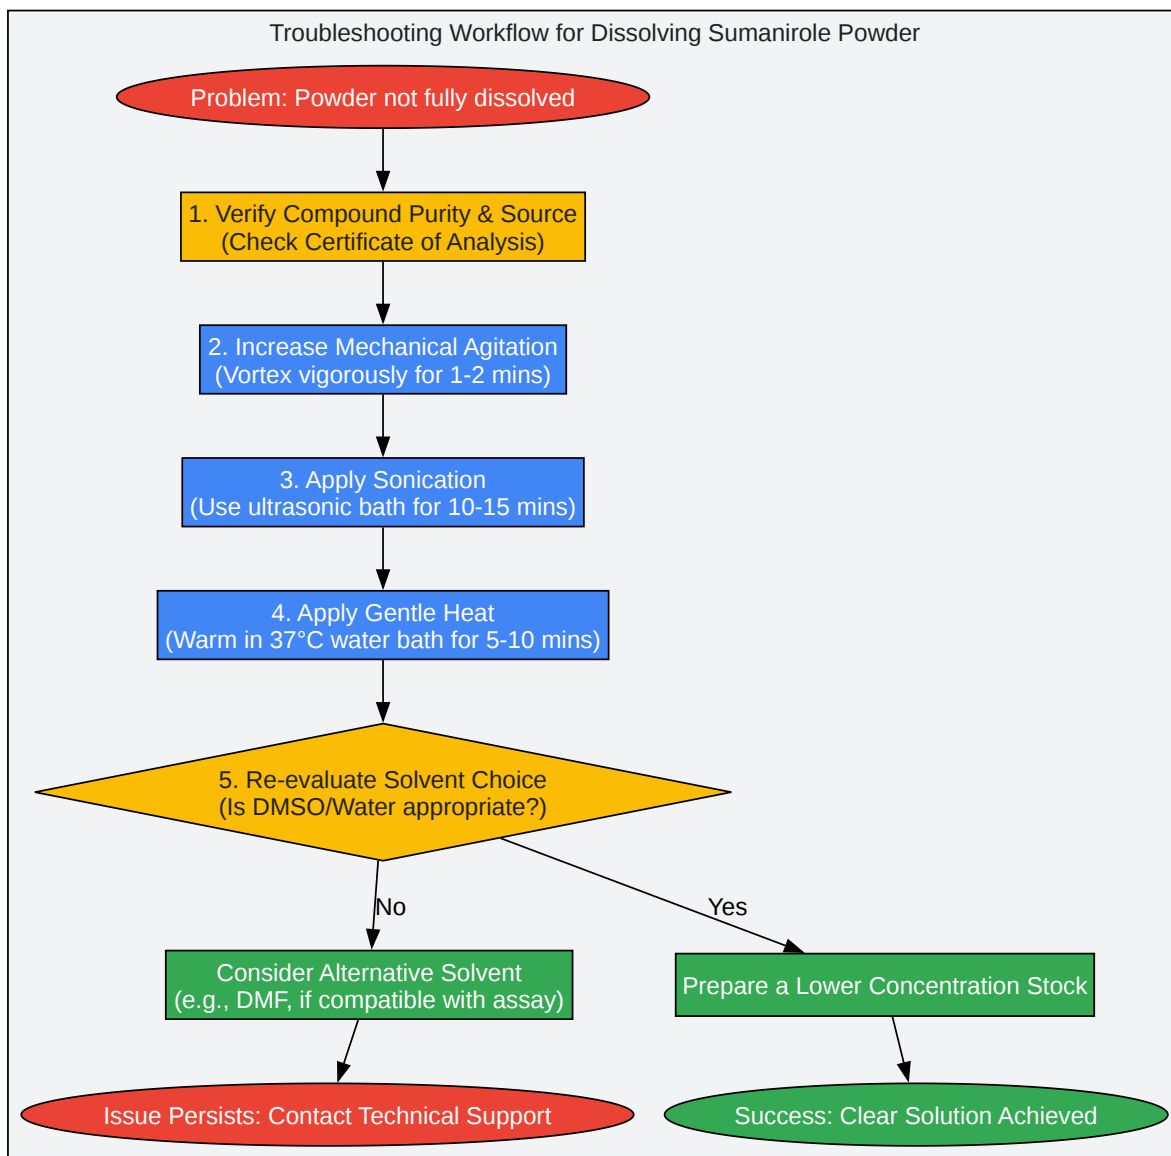 Troubleshooting Workflow for Dissolving Sumanirole Powder
Problem: Powder not fully dissolved
1. Verify Compound Purity & Source
(Check Certificate of Analysis)
2. Increase Mechanical Agitation
(Vortex vigorously for 1-2 mins)
3. Apply Sonication
(Use ultrasonic bath for 10-15 mins)
4. Apply Gentle Heat
(Warm in 37°C water bath for 5-10 mins)
5. Re-evaluate Solvent Choice
(Is DMSO/Water appropriate?)
No
Yes
Consider Alternative Solvent
(e.g., DMF, if compatible with assay)
Prepare a Lower Concentration Stock
Issue Persists: Contact Technical Support
Success: Clear Solution Achieved